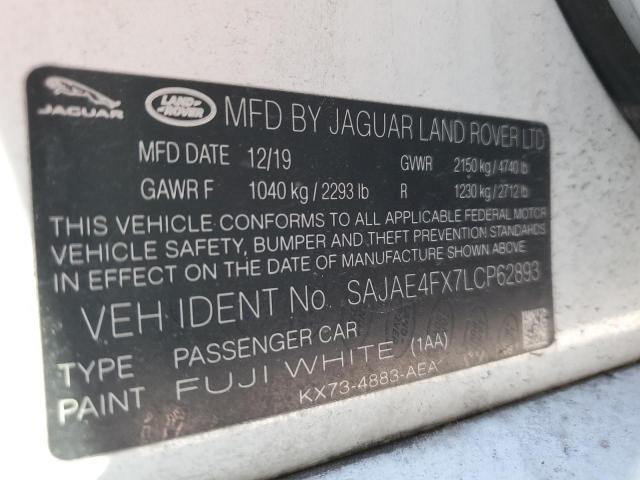 JAGUAR LAND ROVER MFD BY JAGUAR LAND ROVER LTD
MFD DATE 12/19 GVWR 2150 kg / 4740 lb
GAWR F 1040 kg / 2293 lb R 1230 kg / 2712 lb
THIS VEHICLE CONFORMS TO ALL APPLICABLE FEDERAL MOTOR
VEHICLE SAFETY, BUMPER AND THEFT PREVENTION STANDARDS
IN EFFECT ON THE DATE OF MANUFACTURE SHOWN ABOVE
VEH IDENT No. SAJAE4FX7LCP62893
TYPE PASSENGER CAR
PAINT FUJI WHITE (1AA)
KX73-4883-AEA